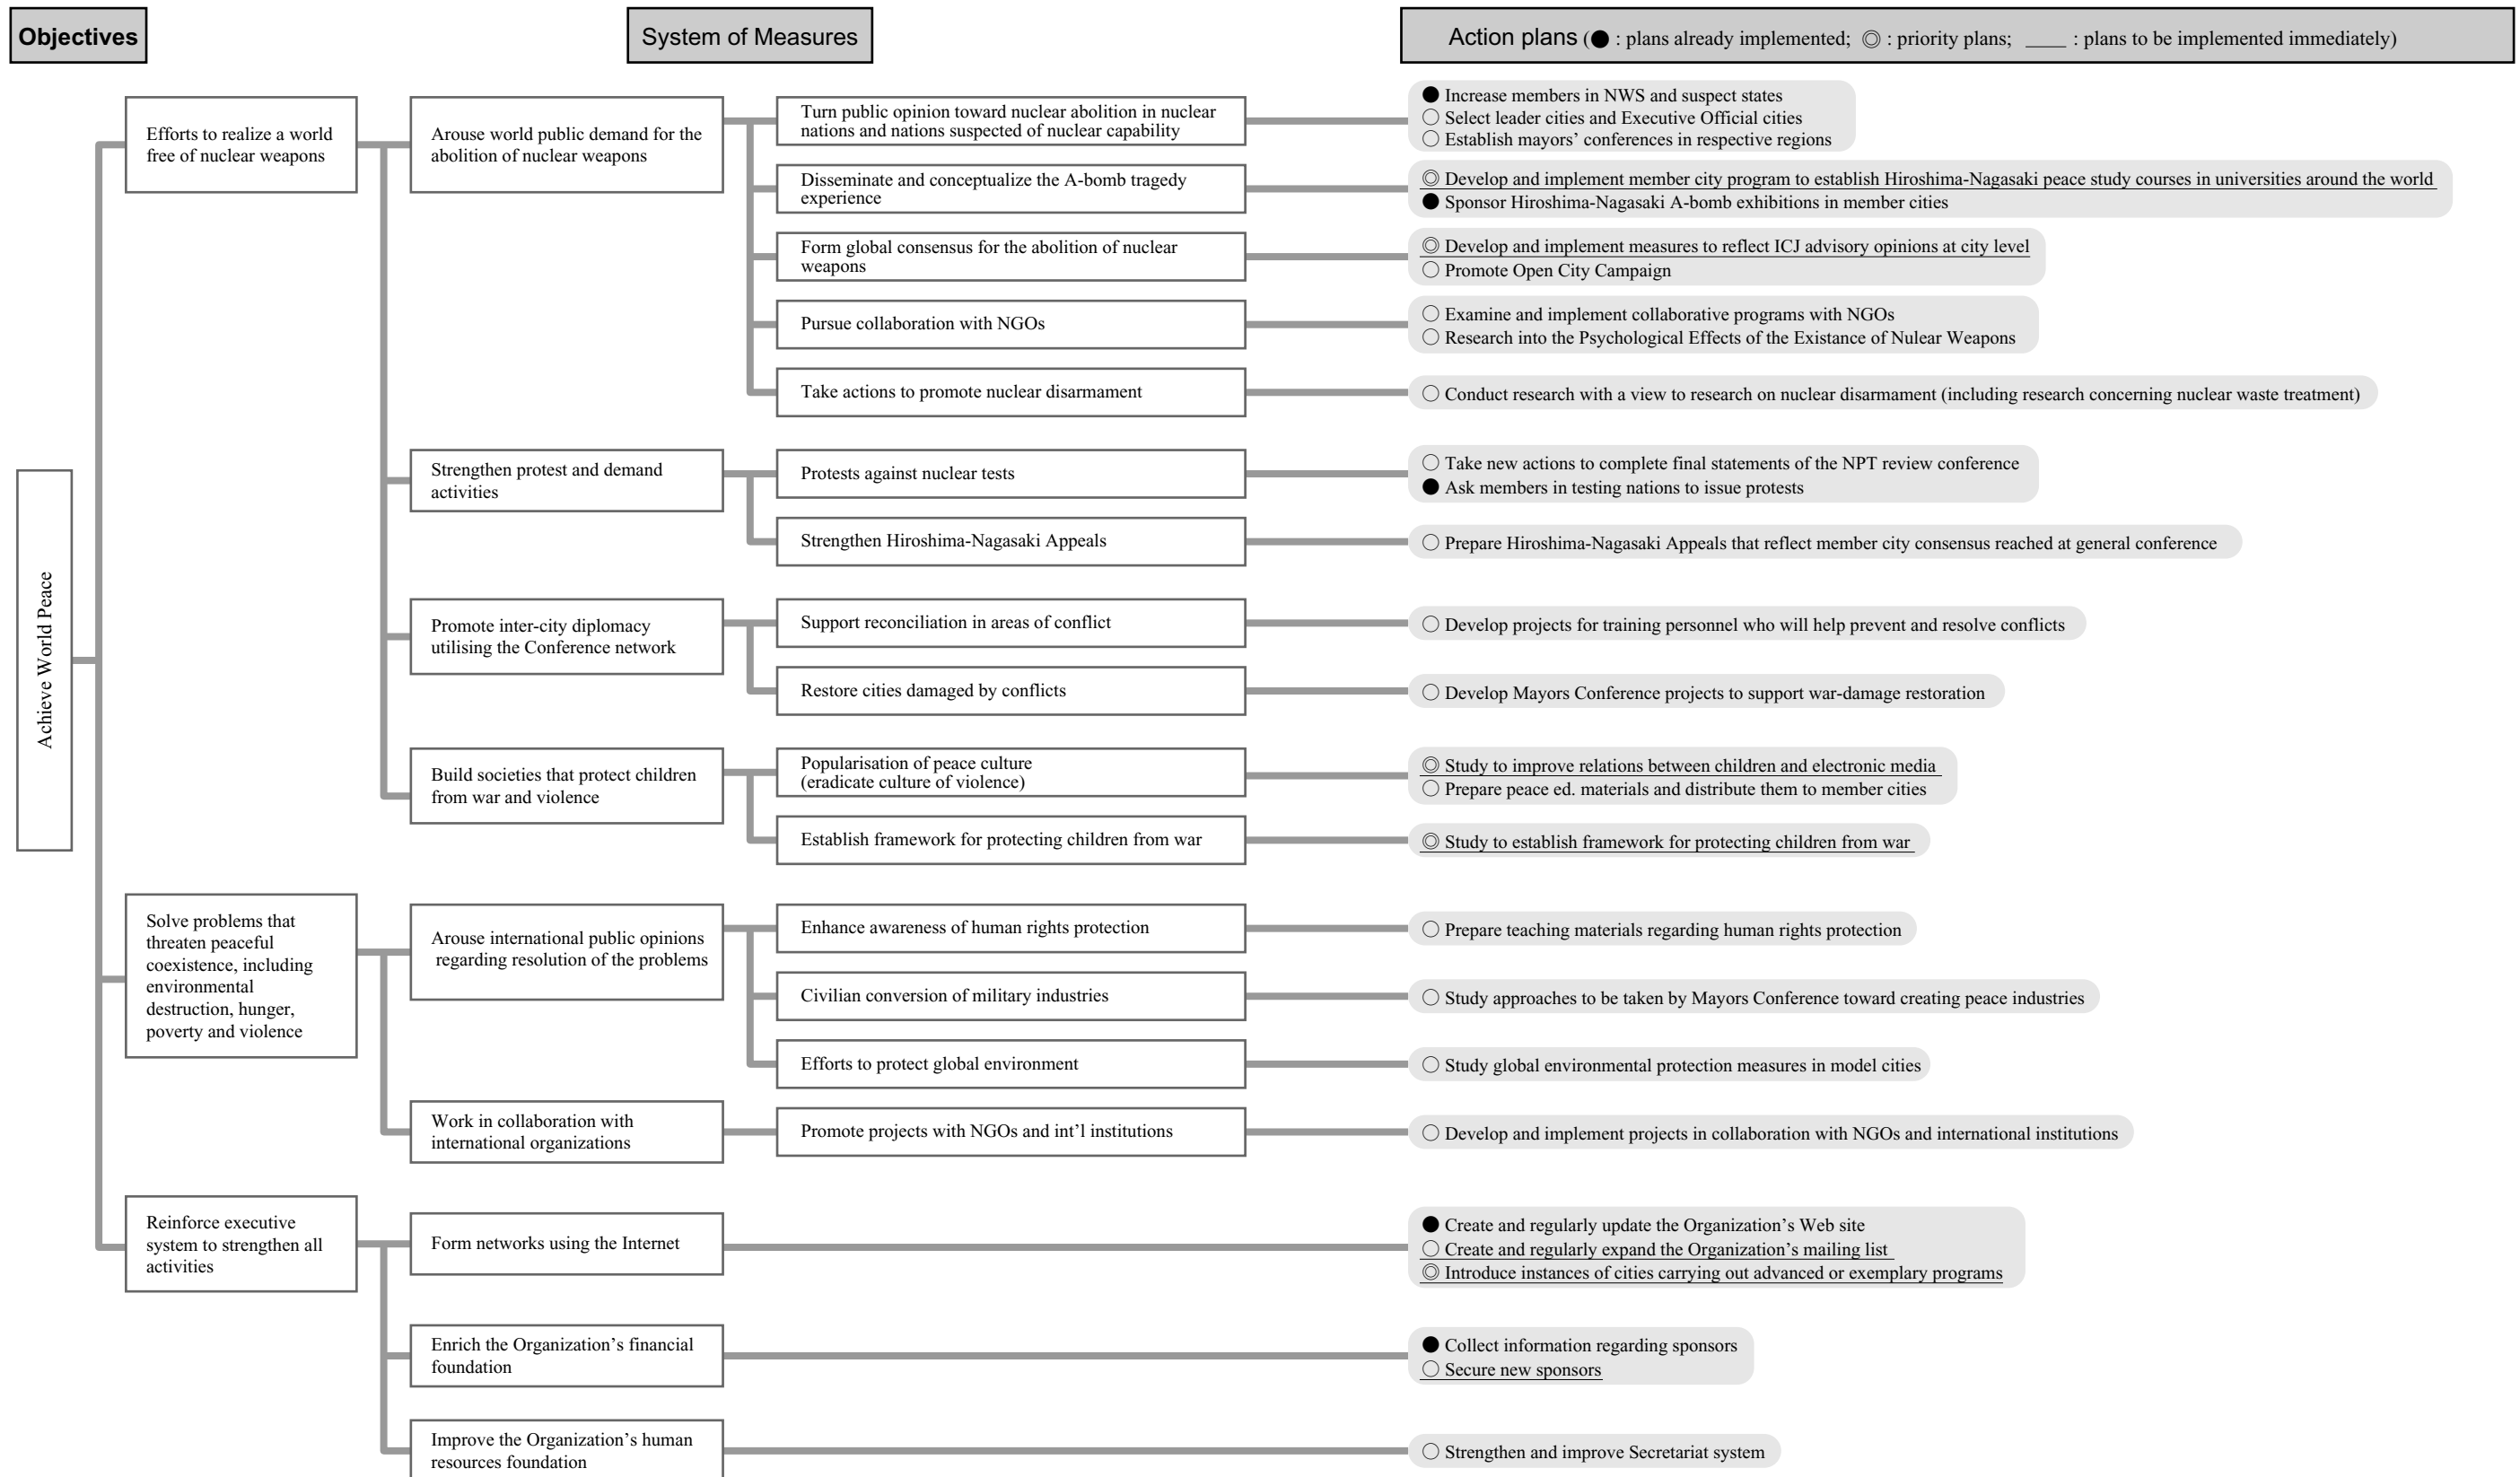 Objectives
System of Measures
Action plans (● : plans already implemented; ◎ : priority plans; ____ : plans to be implemented immediately)
Achieve World Peace
Efforts to realize a world
free of nuclear weapons
Arouse world public demand for the
abolition of nuclear weapons
Turn public opinion toward nuclear abolition in nuclear
nations and nations suspected of nuclear capability
● Increase members in NWS and suspect states
○ Select leader cities and Executive Official cities
○ Establish mayors’ conferences in respective regions
Disseminate and conceptualize the A-bomb tragedy
experience
◎ Develop and implement member city program to establish Hiroshima-Nagasaki peace study courses in universities around the world
● Sponsor Hiroshima-Nagasaki A-bomb exhibitions in member cities
Form global consensus for the abolition of nuclear
weapons
◎ Develop and implement measures to reflect ICJ advisory opinions at city level
○ Promote Open City Campaign
Pursue collaboration with NGOs
○ Examine and implement collaborative programs with NGOs
○ Research into the Psychological Effects of the Existance of Nulear Weapons
Take actions to promote nuclear disarmament
○ Conduct research with a view to research on nuclear disarmament (including research concerning nuclear waste treatment)
Strengthen protest and demand
activities
Protests against nuclear tests
○ Take new actions to complete final statements of the NPT review conference
● Ask members in testing nations to issue protests
Strengthen Hiroshima-Nagasaki Appeals
○ Prepare Hiroshima-Nagasaki Appeals that reflect member city consensus reached at general conference
Promote inter-city diplomacy
utilising the Conference network
Support reconciliation in areas of conflict
○ Develop projects for training personnel who will help prevent and resolve conflicts
Restore cities damaged by conflicts
○ Develop Mayors Conference projects to support war-damage restoration
Build societies that protect children
from war and violence
Popularisation of peace culture
(eradicate culture of violence)
◎ Study to improve relations between children and electronic media
○ Prepare peace ed. materials and distribute them to member cities
Establish framework for protecting children from war
◎ Study to establish framework for protecting children from war
Solve problems that
threaten peaceful
coexistence, including
environmental
destruction, hunger,
poverty and violence
Arouse international public opinions
regarding resolution of the problems
Enhance awareness of human rights protection
○ Prepare teaching materials regarding human rights protection
Civilian conversion of military industries
○ Study approaches to be taken by Mayors Conference toward creating peace industries
Efforts to protect global environment
○ Study global environmental protection measures in model cities
Work in collaboration with
international organizations
Promote projects with NGOs and int’l institutions
○ Develop and implement projects in collaboration with NGOs and international institutions
Reinforce executive
system to strengthen all
activities
Form networks using the Internet
● Create and regularly update the Organization’s Web site
○ Create and regularly expand the Organization’s mailing list
◎ Introduce instances of cities carrying out advanced or exemplary programs
Enrich the Organization’s financial
foundation
● Collect information regarding sponsors
○ Secure new sponsors
Improve the Organization’s human
resources foundation
○ Strengthen and improve Secretariat system